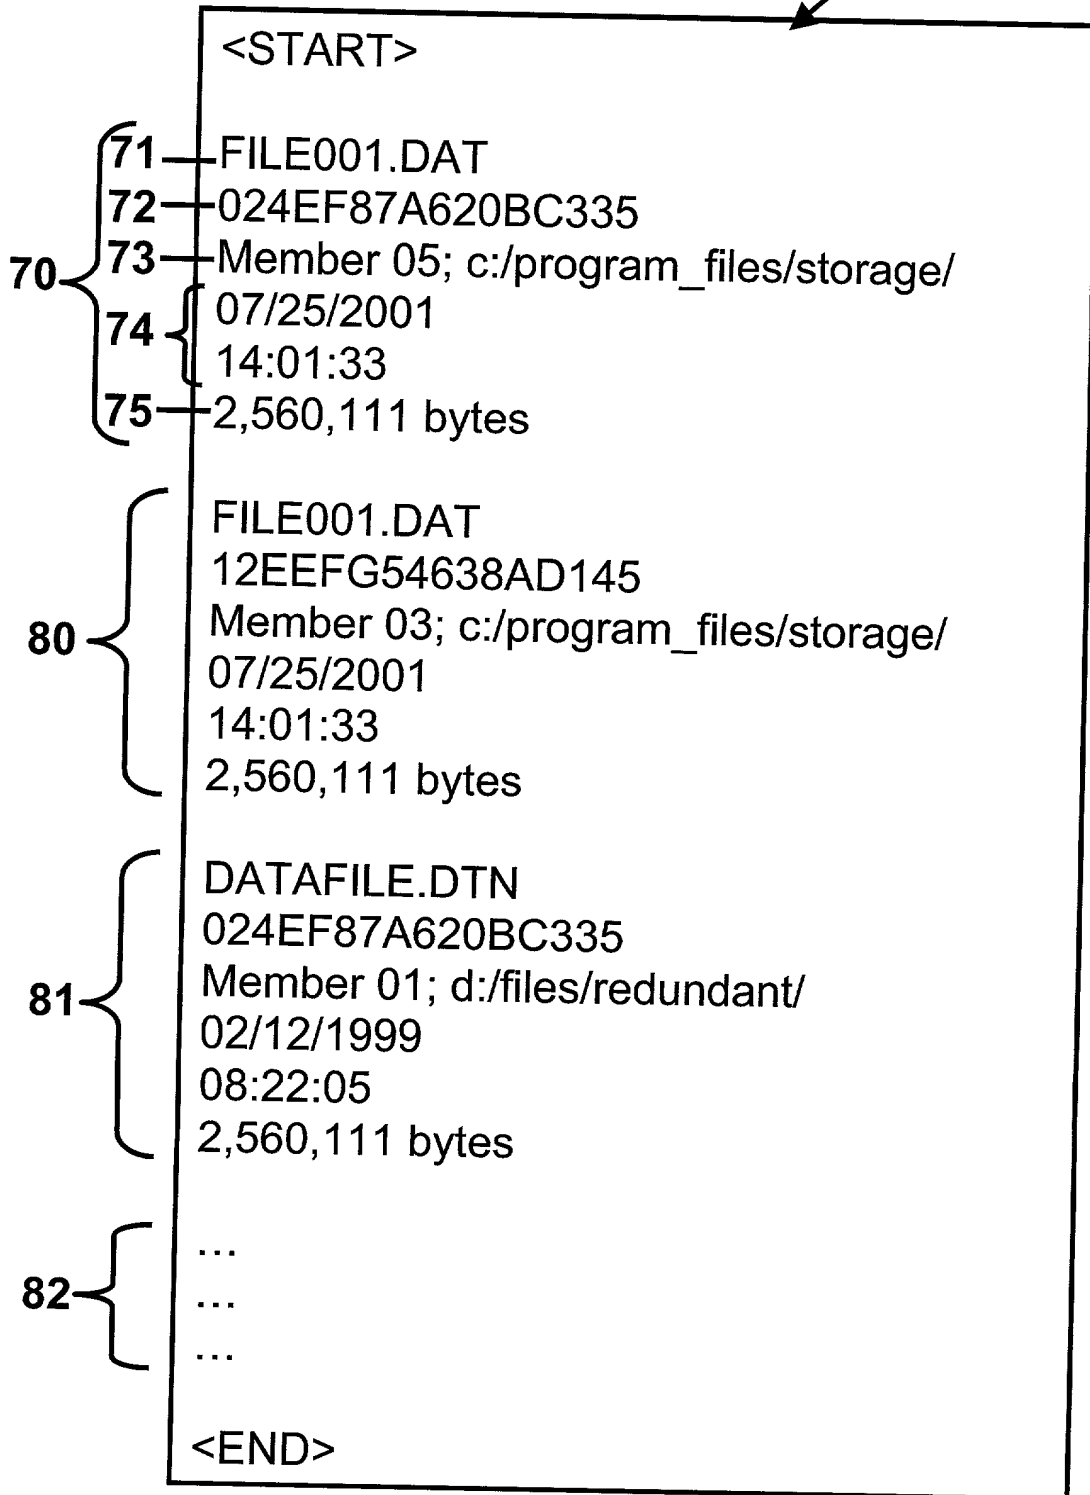 <START>
71 FILE001.DAT
72 024EF87A620BC335
70 73 Member 05; c:/program_files/storage/
74 07/25/2001
14:01:33
75 2,560,111 bytes
FILE001.DAT
12EEFG54638AD145
80 Member 03; c:/program_files/storage/
07/25/2001
14:01:33
2,560,111 bytes
DATAFILE.DTN
024EF87A620BC335
81 Member 01; d:/files/redundant/
02/12/1999
08:22:05
2,560,111 bytes
...
82 ...
...
<END>